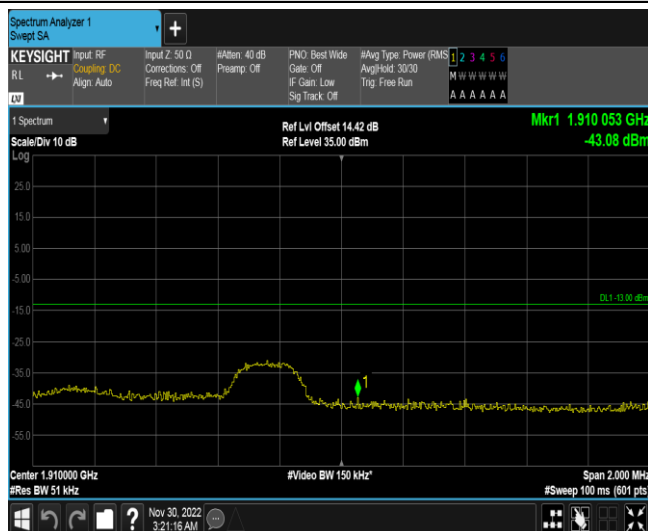 Spectrum Analyzer 1
Swept SA
+
KEYSIGHT
RL
LXI
Input: RF
Coupling: DC
Align: Auto
Input Z: 50 Ω
Corrections: Off
Freq Ref: Int (S)
#Atten: 40 dB
Preamp: Off
PNO: Best Wide
Gate: Off
IF Gain: Low
Sig Track: Off
#Avg Type: Power (RMS
Avg|Hold: 30/30
Trig: Free Run
1 2 3 4 5 6
M W W W W W
A A A A A A
1 Spectrum
Scale/Div 10 dB
Log
Ref Lvl Offset 14.42 dB
Ref Level 35.00 dBm
Mkr1 1.910 053 GHz
-43.08 dBm
25.0
15.0
5.00
-5.00
DL1 -13.00 dBm
-15.0
-25.0
-35.0
1
-45.0
-55.0
Center 1.910000 GHz
#Res BW 51 kHz
#Video BW 150 kHz*
Span 2.000 MHz
#Sweep 100 ms (601 pts)
?
Nov 30, 2022
3:21:16 AM